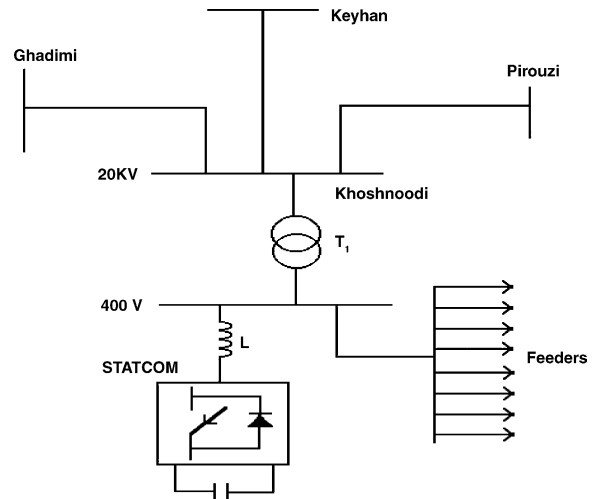 Keyhan
Ghadimi
Pirouzi
20KV
Khoshnoodi
T1
400 V
L
STATCOM
Feeders